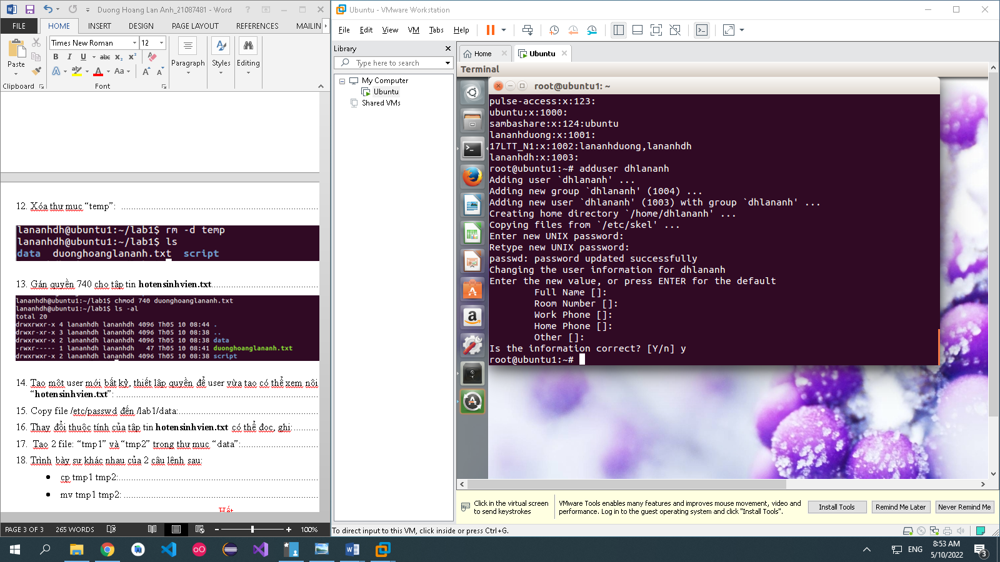 Duong Hoang Lan Anh_21087481 - Word
FILE HOME INSERT DESIGN PAGE LAYOUT REFERENCES MAILIN
Times New Roman 12
Paste
B I U abc x₂ x²
A ab A Aa A A
Paragraph Styles Editing
Clipboard Font
12. Xóa thư mục “temp”:
lananhdh@ubuntu1:~/lab1$ rm -d temp
lananhdh@ubuntu1:~/lab1$ ls
data duonghoanglananh.txt script
13. Gán quyền 740 cho tập tin hotensinhvien.txt
lananhdh@ubuntu1:~/lab1$ chmod 740 duonghoanglananh.txt
lananhdh@ubuntu1:~/lab1$ ls -al
total 20
drwxrwxr-x 4 lananhdh lananhdh 4096 Th05 10 08:44 .
drwxr-xr-x 3 lananhdh lananhdh 4096 Th05 10 08:38 ..
drwxrwxr-x 2 lananhdh lananhdh 4096 Th05 10 08:38 data
-rwxr----- 1 lananhdh lananhdh 47 Th05 10 08:41 duonghoanglananh.txt
drwxrwxr-x 2 lananhdh lananhdh 4096 Th05 10 08:38 script
14. Tạo một user mới bất kỳ, thiết lập quyền để user vừa tạo có thể xem nội
“hotensinhvien.txt”:
15. Copy file /etc/passwd đến /lab1/data:
16. Thay đổi thuộc tính của tập tin hotensinhvien.txt có thể đọc, ghi:
17. Tạo 2 file: “tmp1” và “tmp2” trong thư mục “data”:
18. Trình bày sự khác nhau của 2 câu lệnh sau:
• cp tmp1 tmp2:
• mv tmp1 tmp2:
Hết
PAGE 3 OF 3 265 WORDS 100%
Ubuntu - VMware Workstation
File Edit View VM Tabs Help
Library
Type here to search
My Computer
Ubuntu
Shared VMs
Home Ubuntu
Terminal
root@ubuntu1: ~
pulse-access:x:123:
ubuntu:x:1000:
sambashare:x:124:ubuntu
lananhduong:x:1001:
17LTT_N1:x:1002:lananhduong,lananhdh
lananhdh:x:1003:
root@ubuntu1:~# adduser dhlananh
Adding user `dhlananh' ...
Adding new group `dhlananh' (1004) ...
Adding new user `dhlananh' (1003) with group `dhlananh' ...
Creating home directory `/home/dhlananh' ...
Copying files from `/etc/skel' ...
Enter new UNIX password:
Retype new UNIX password:
passwd: password updated successfully
Changing the user information for dhlananh
Enter the new value, or press ENTER for the default
Full Name []:
Room Number []:
Work Phone []:
Home Phone []:
Other []:
Is the information correct? [Y/n] y
root@ubuntu1:~#
Click in the virtual screen
to send keystrokes
VMware Tools enables many features and improves mouse movement, video and
performance. Log in to the guest operating system and click "Install Tools".
Install Tools Remind Me Later Never Remind Me
To direct input to this VM, click inside or press Ctrl+G.
ENG
8:53 AM
5/10/2022
3